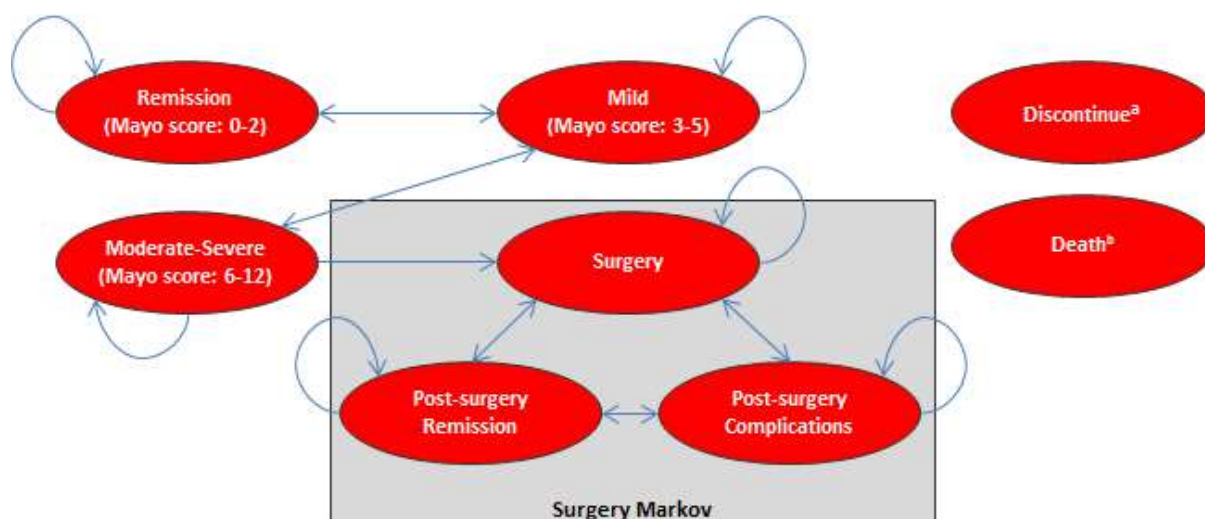 Remission
(Mayo score: 0-2)
Mild
(Mayo score: 3-5)
Discontinueᵃ
Moderate-Severe
(Mayo score: 6-12)
Surgery
Deathᵇ
Post-surgery
Remission
Post-surgery
Complications
Surgery Markov